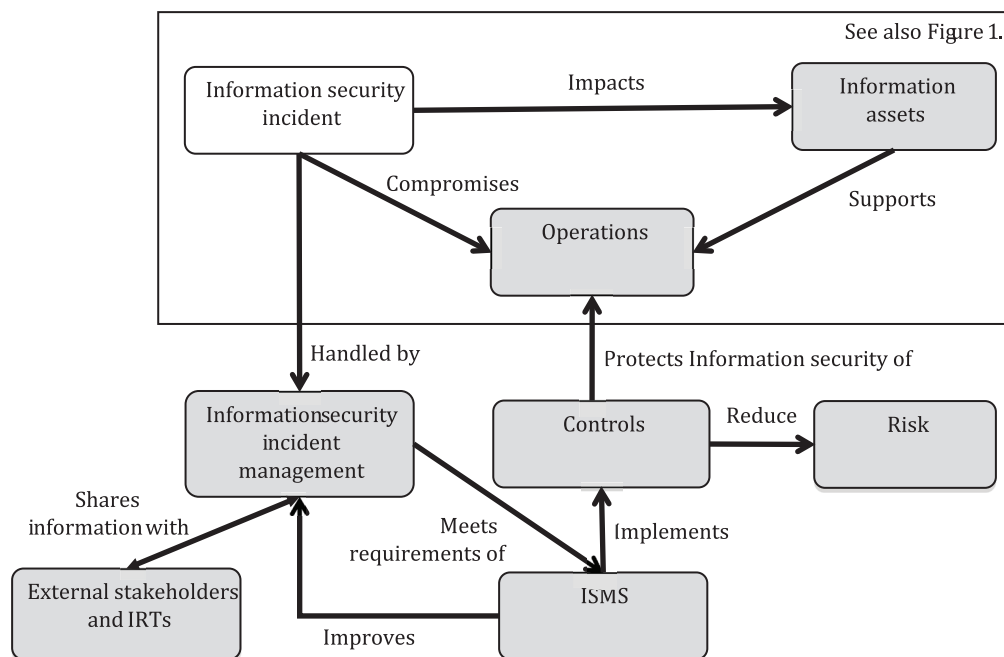 See also Figure 1.
Information security
incident
Impacts
Information
assets
Compromises
Supports
Operations
Handled by
Protects Information security of
Informationsecurity
incident
management
Controls
Reduce
Risk
Shares
information with
Meets
requirements of
Implements
External stakeholders
and IRTs
ISMS
Improves